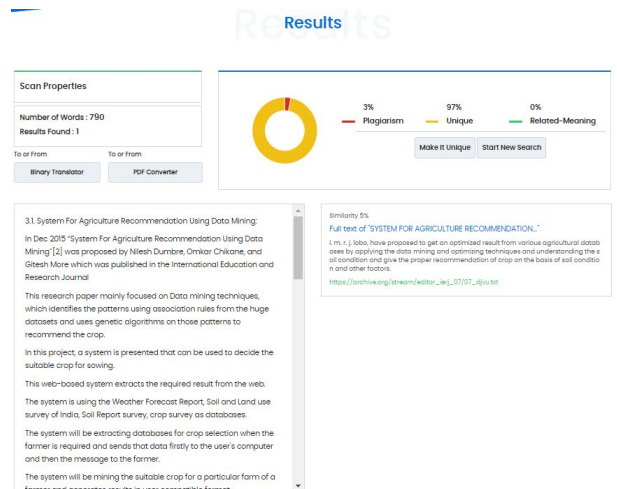 Results
Scan Properties
Number of Words : 790
Results Found : 1
To or From
To or From
Binary Translator
PDF Converter
3%
97%
0%
Plagiarism
Unique
Related-Meaning
Make It Unique
Start New Search
3.1. System For Agriculture Recommendation Using Data Mining:
In Dec 2015 "System For Agriculture Recommendation Using Data
Mining"[2] was proposed by Nilesh Dumbre, Omkar Chikane, and
Gitesh More which was published in the International Education and
Research Journal
This research paper mainly focused on Data mining techniques,
which identifies the patterns using association rules from the huge
datasets and uses genetic algorithms on those patterns to
recommend the crop.
In this project, a system is presented that can be used to decide the
suitable crop for sowing.
This web-based system extracts the required result from the web.
The system is using the Weather Forecast Report, Soil and Land use
survey of India, Soil Report survey, crop survey as databases.
The system will be extracting databases for crop selection when the
farmer is required and sends that data firstly to the user's computer
and then the message to the farmer.
The system will be mining the suitable crop for a particular farm of a
farmer and generates results in user compatible format
Similarity 5%
Full text of "SYSTEM FOR AGRICULTURE RECOMMENDATION..."
I. m. r. j. lobo, have proposed to get an optimized result from various agricultural datab
ases by applying the data mining and optimizing techniques and understanding the s
oil condition and give the proper recommendation of crop on the basis of soil conditio
n and other factors.
https://archive.org/stream/editor_ierj_07/07_djvu.txt